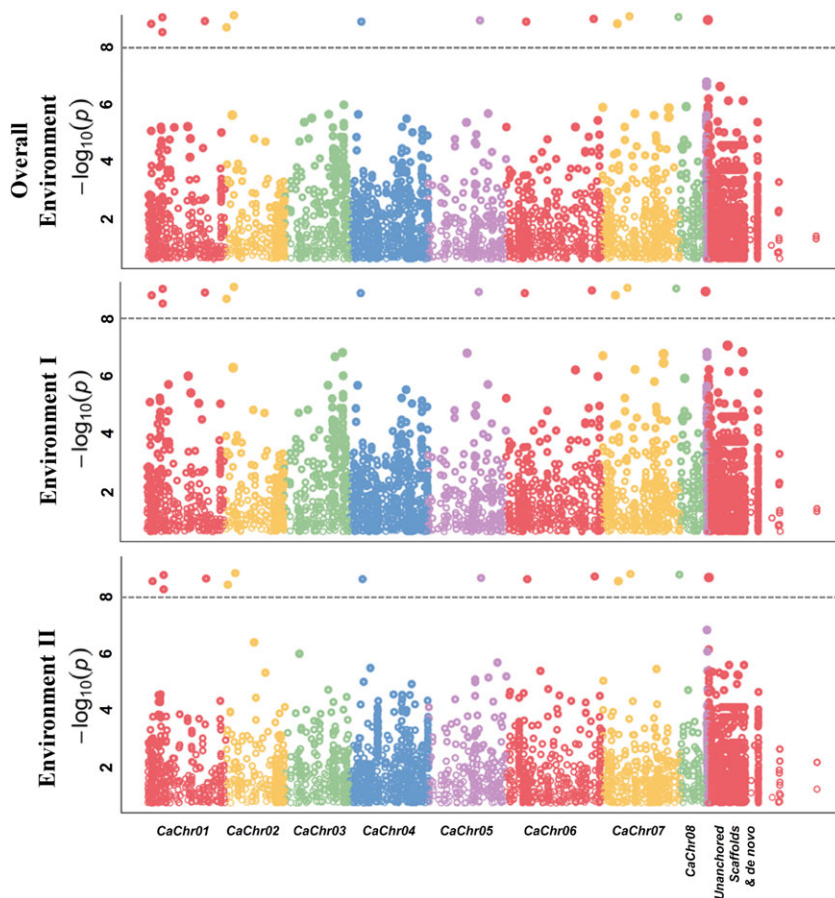 Overall
Environment
−log₁₀(p)
8
6
4
2
Environment I
−log₁₀(p)
8
6
4
2
Environment II
−log₁₀(p)
8
6
4
2
CaChr01
CaChr02
CaChr03
CaChr04
CaChr05
CaChr06
CaChr07
CaChr08
Unanchored
Scaffolds
& de novo